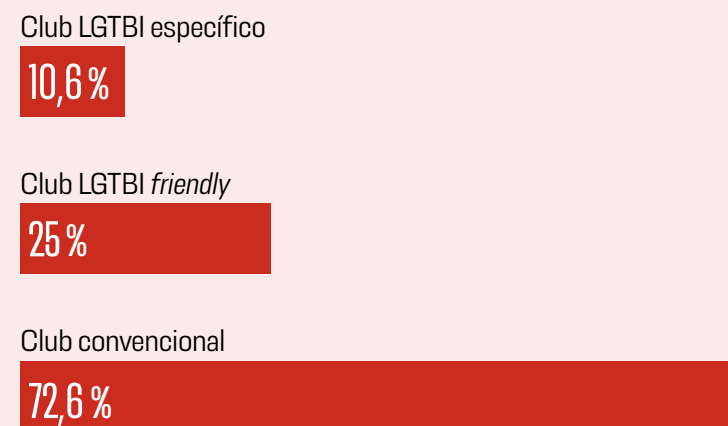 Club LGTBI específico
10,6 %
Club LGTBI friendly
25 %
Club convencional
72,6 %